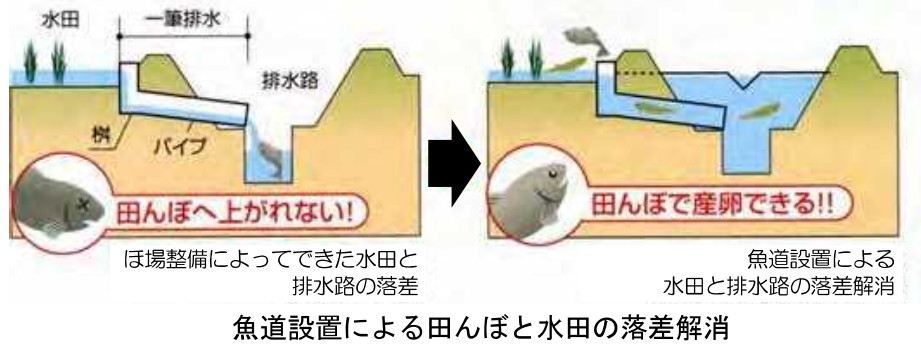 水田
一筆排水
排水路
桝
パイプ
田んぼへ上がれない!
ほ場整備によってできた水田と
排水路の落差
田んぼで産卵できる!!
魚道設置による
水田と排水路の落差解消
魚道設置による田んぼと水田の落差解消